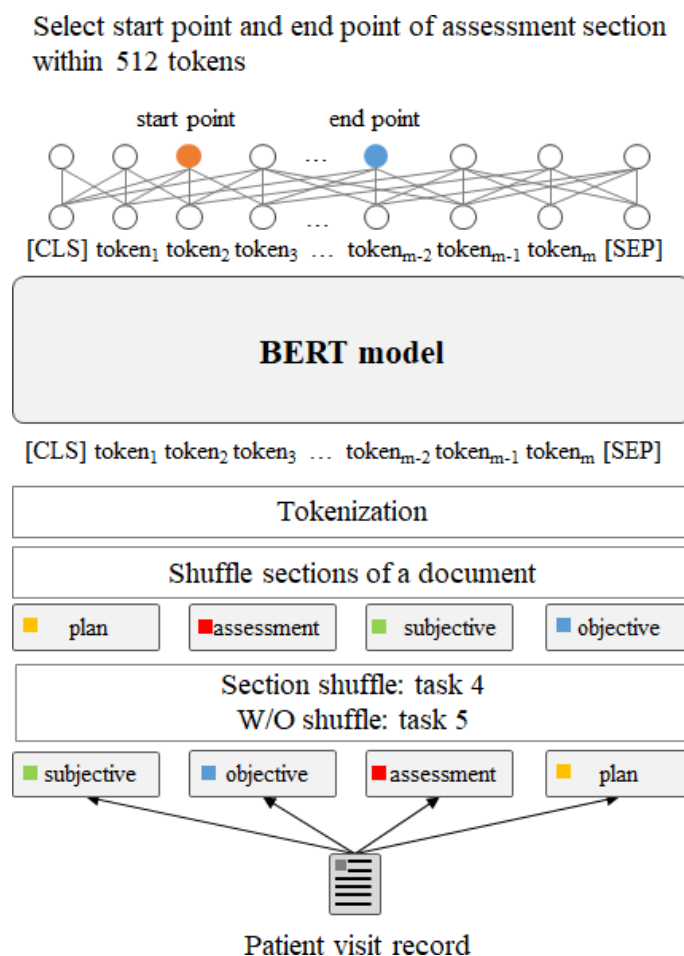 Select start point and end point of assessment section
within 512 tokens
start point end point
...
...
[CLS] token₁ token₂ token₃ ... tokenₘ₋₂ tokenₘ₋₁ tokenₘ [SEP]
BERT model
[CLS] token₁ token₂ token₃ ... tokenₘ₋₂ tokenₘ₋₁ tokenₘ [SEP]
Tokenization
Shuffle sections of a document
plan assessment subjective objective
Section shuffle: task 4
W/O shuffle: task 5
subjective objective assessment plan
Patient visit record